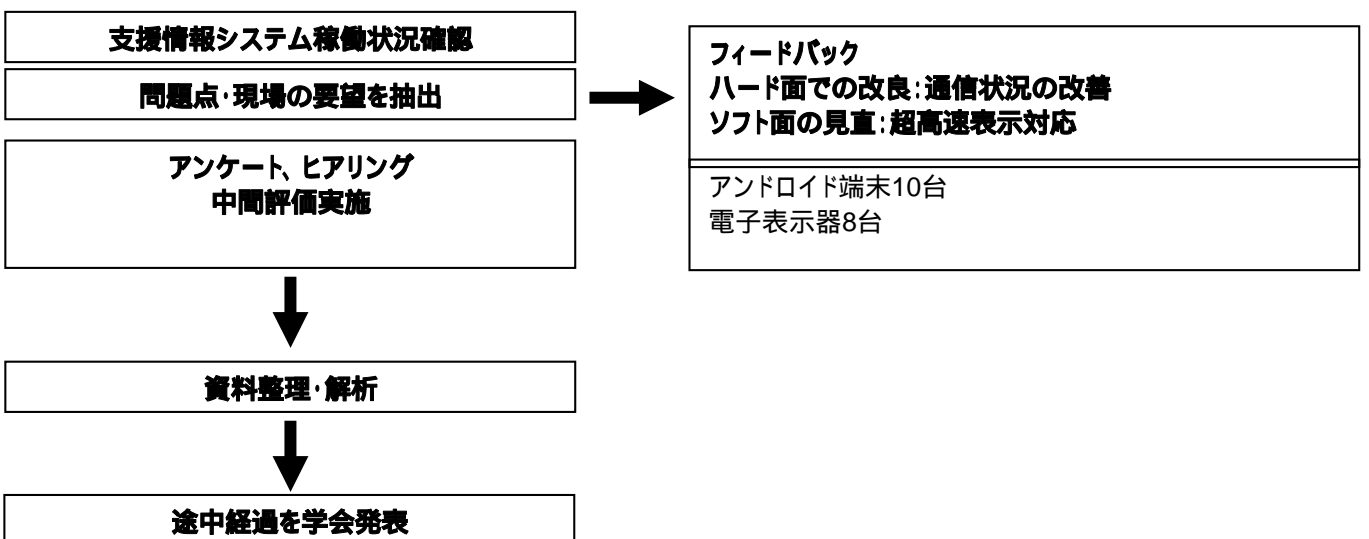 支援情報システム稼働状況確認
問題点・現場の要望を抽出
アンケート、ヒアリング
中間評価実施
資料整理・解析
途中経過を学会発表
フィードバック
ハード面での改良：通信状況の改善
ソフト面の見直：超高速表示対応
アンドロイド端末10台
電子表示器8台